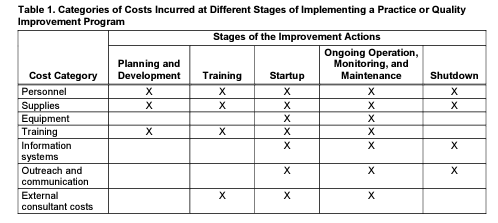 Table 1. Categories of Costs Incurred at Different Stages of Implementing a Practice or Quality
Improvement Program
Stages of the Improvement Actions
Cost Category
Planning and
Development
Training
Startup
Ongoing Operation,
Monitoring, and
Maintenance
Shutdown
Personnel X X X X X
Supplies X X X X X
Equipment X X
Training X X X X
Information
systems X X X
Outreach and
communication X X X
External
consultant costs X X X